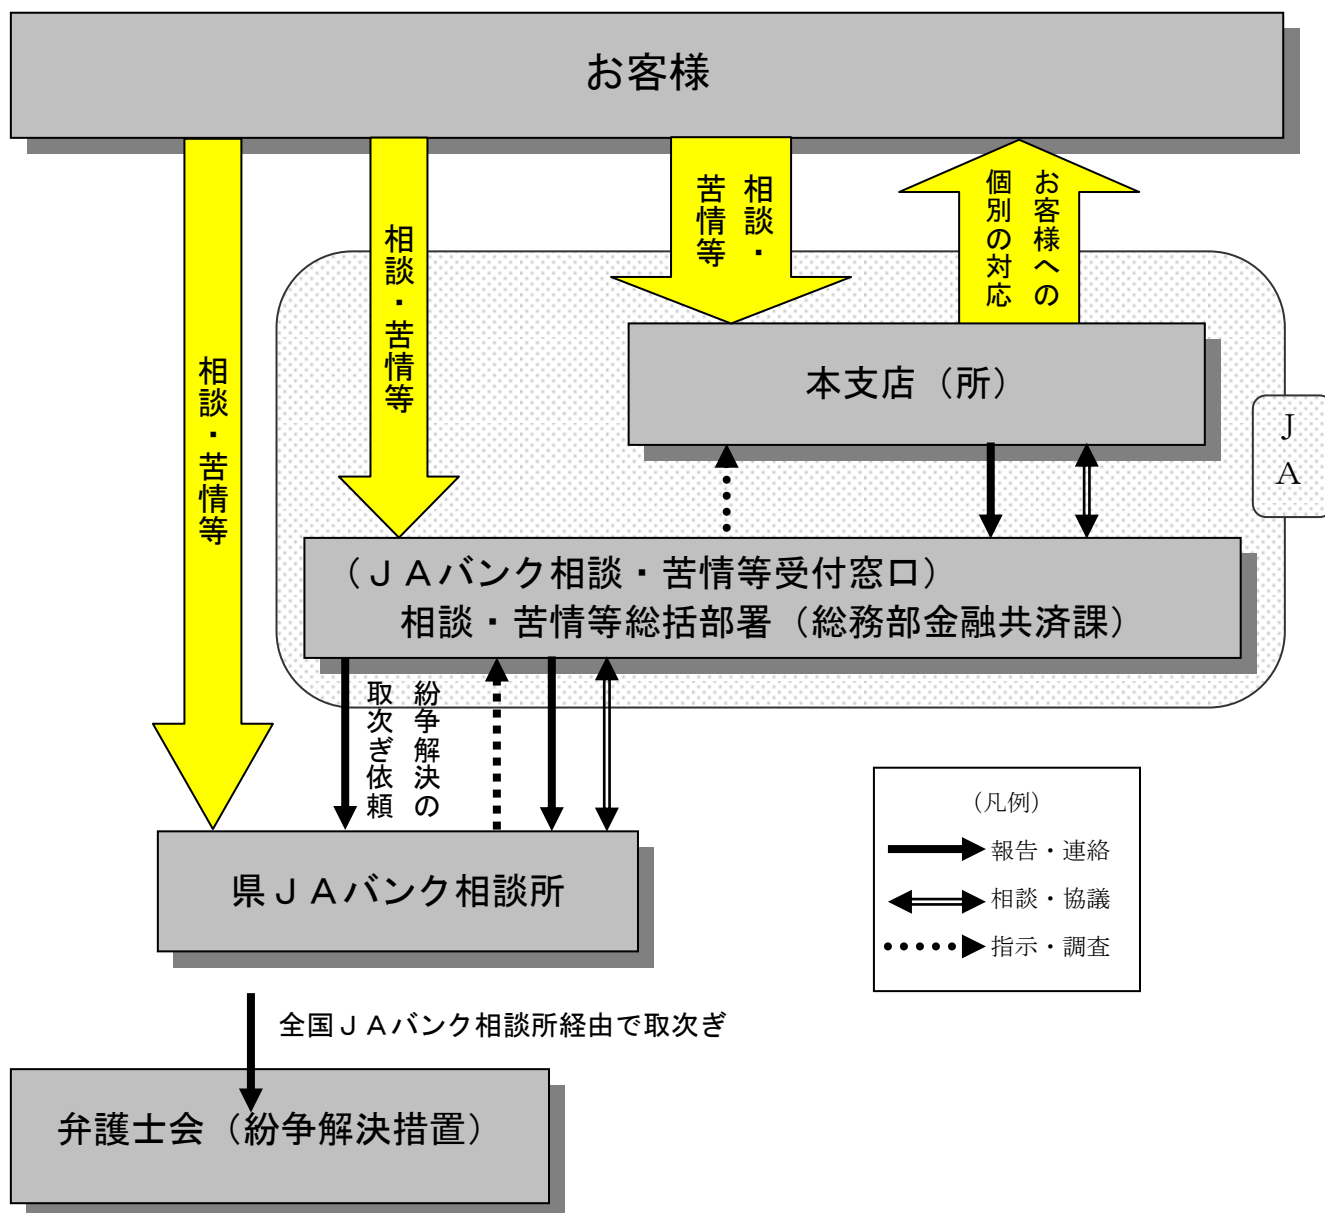 お客様
相談・
苦情等
お客様への
個別の対応
相談・苦情等
相談・苦情等
本支店（所）
ＪＡ
（ＪＡバンク相談・苦情等受付窓口）
相談・苦情等総括部署（総務部金融共済課）
紛争解決の
取次ぎ依頼
県ＪＡバンク相談所
（凡例）
報告・連絡
相談・協議
指示・調査
全国ＪＡバンク相談所経由で取次ぎ
弁護士会（紛争解決措置）